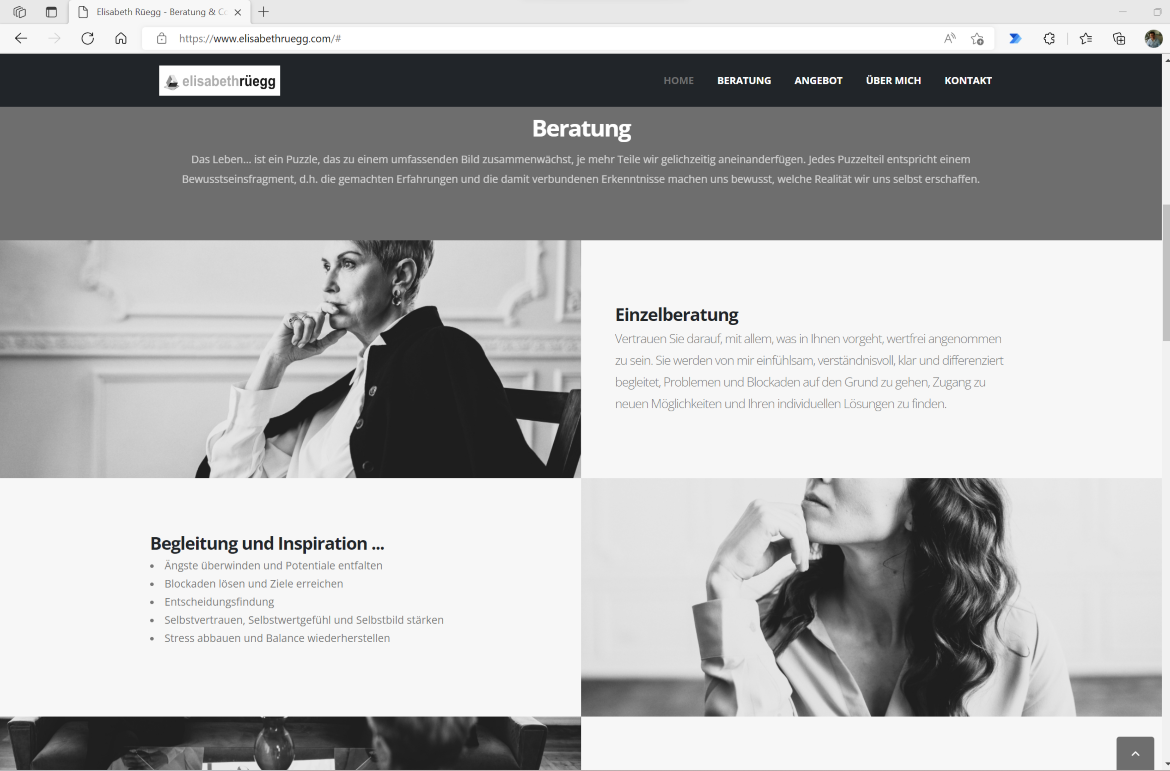 Elisabeth Rüegg - Beratung & Co
https://www.elisabethruegg.com/#
elisabethrüegg
HOME BERATUNG ANGEBOT ÜBER MICH KONTAKT
Beratung
Das Leben... ist ein Puzzle, das zu einem umfassenden Bild zusammenwächst, je mehr Teile wir gelichzeitig aneinanderfügen. Jedes Puzzelteil entspricht einem
Bewusstseinsfragment, d.h. die gemachten Erfahrungen und die damit verbundenen Erkenntnisse machen uns bewusst, welche Realität wir uns selbst erschaffen.
Einzelberatung
Vertrauen Sie darauf, mit allem, was in Ihnen vorgeht, wertfrei angenommen
zu sein. Sie werden von mir einfühlsam, verständnisvoll, klar und differenziert
begleitet, Problemen und Blockaden auf den Grund zu gehen, Zugang zu
neuen Möglichkeiten und Ihren individuellen Lösungen zu finden.
Begleitung und Inspiration ...
• Ängste überwinden und Potentiale entfalten
• Blockaden lösen und Ziele erreichen
• Entscheidungsfindung
• Selbstvertrauen, Selbstwertgefühl und Selbstbild stärken
• Stress abbauen und Balance wiederherstellen